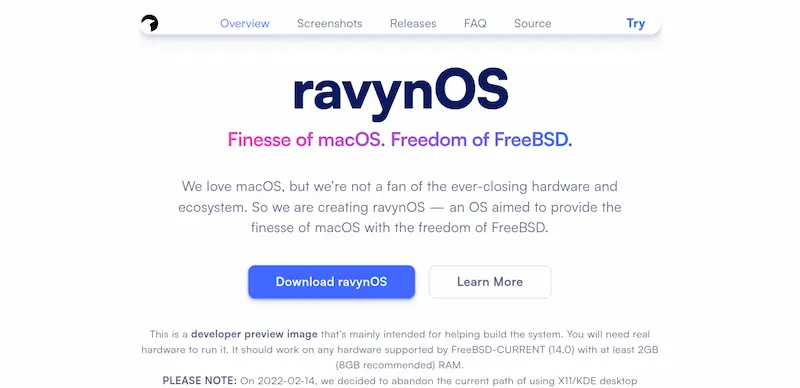 Overview Screenshots Releases FAQ Source Try
ravynOS
Finesse of macOS. Freedom of FreeBSD.
We love macOS, but we're not a fan of the ever-closing hardware and
ecosystem. So we are creating ravynOS — an OS aimed to provide the
finesse of macOS with the freedom of FreeBSD.
Download ravynOS Learn More
This is a developer preview image that's mainly intended for helping build the system. You will need real
hardware to run it. It should work on any hardware supported by FreeBSD-CURRENT (14.0) with at least 2GB
(8GB recommended) RAM.
PLEASE NOTE: On 2022-02-14, we decided to abandon the current path of using X11/KDE desktop